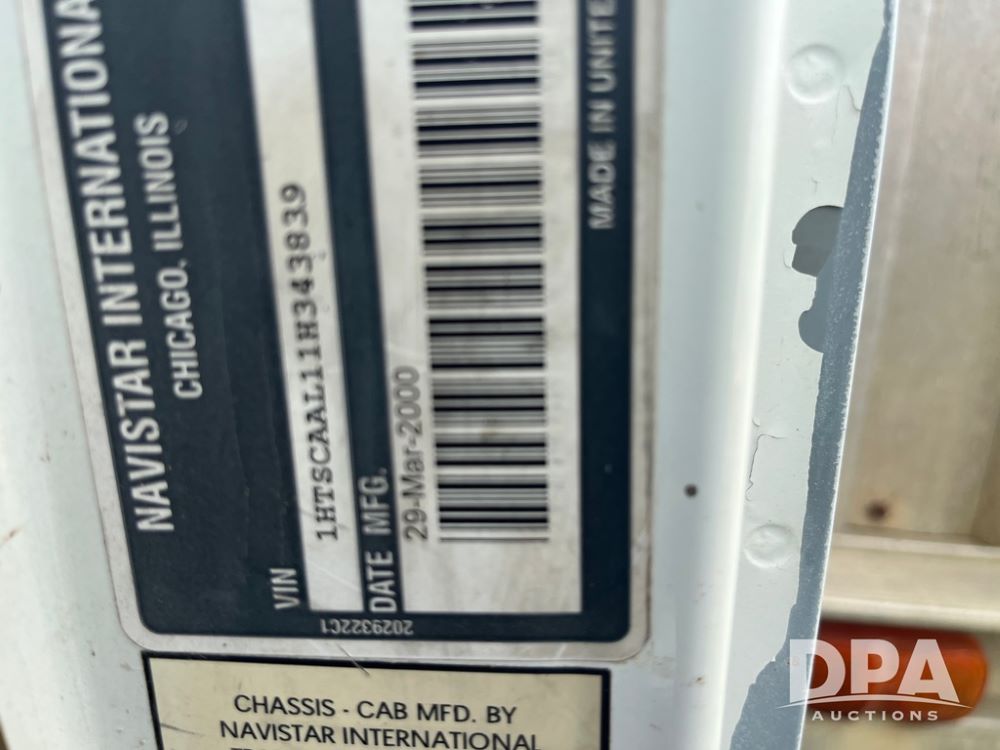 NAVISTAR INTERNATIONA
CHICAGO, ILLINOIS
VIN
1HTSCAAL11H343839
DATE MFG.
29-Mar-2000
MADE IN UNITE
2029322C1
CHASSIS - CAB MFD. BY
NAVISTAR INTERNATIONAL
DPA
AUCTIONS